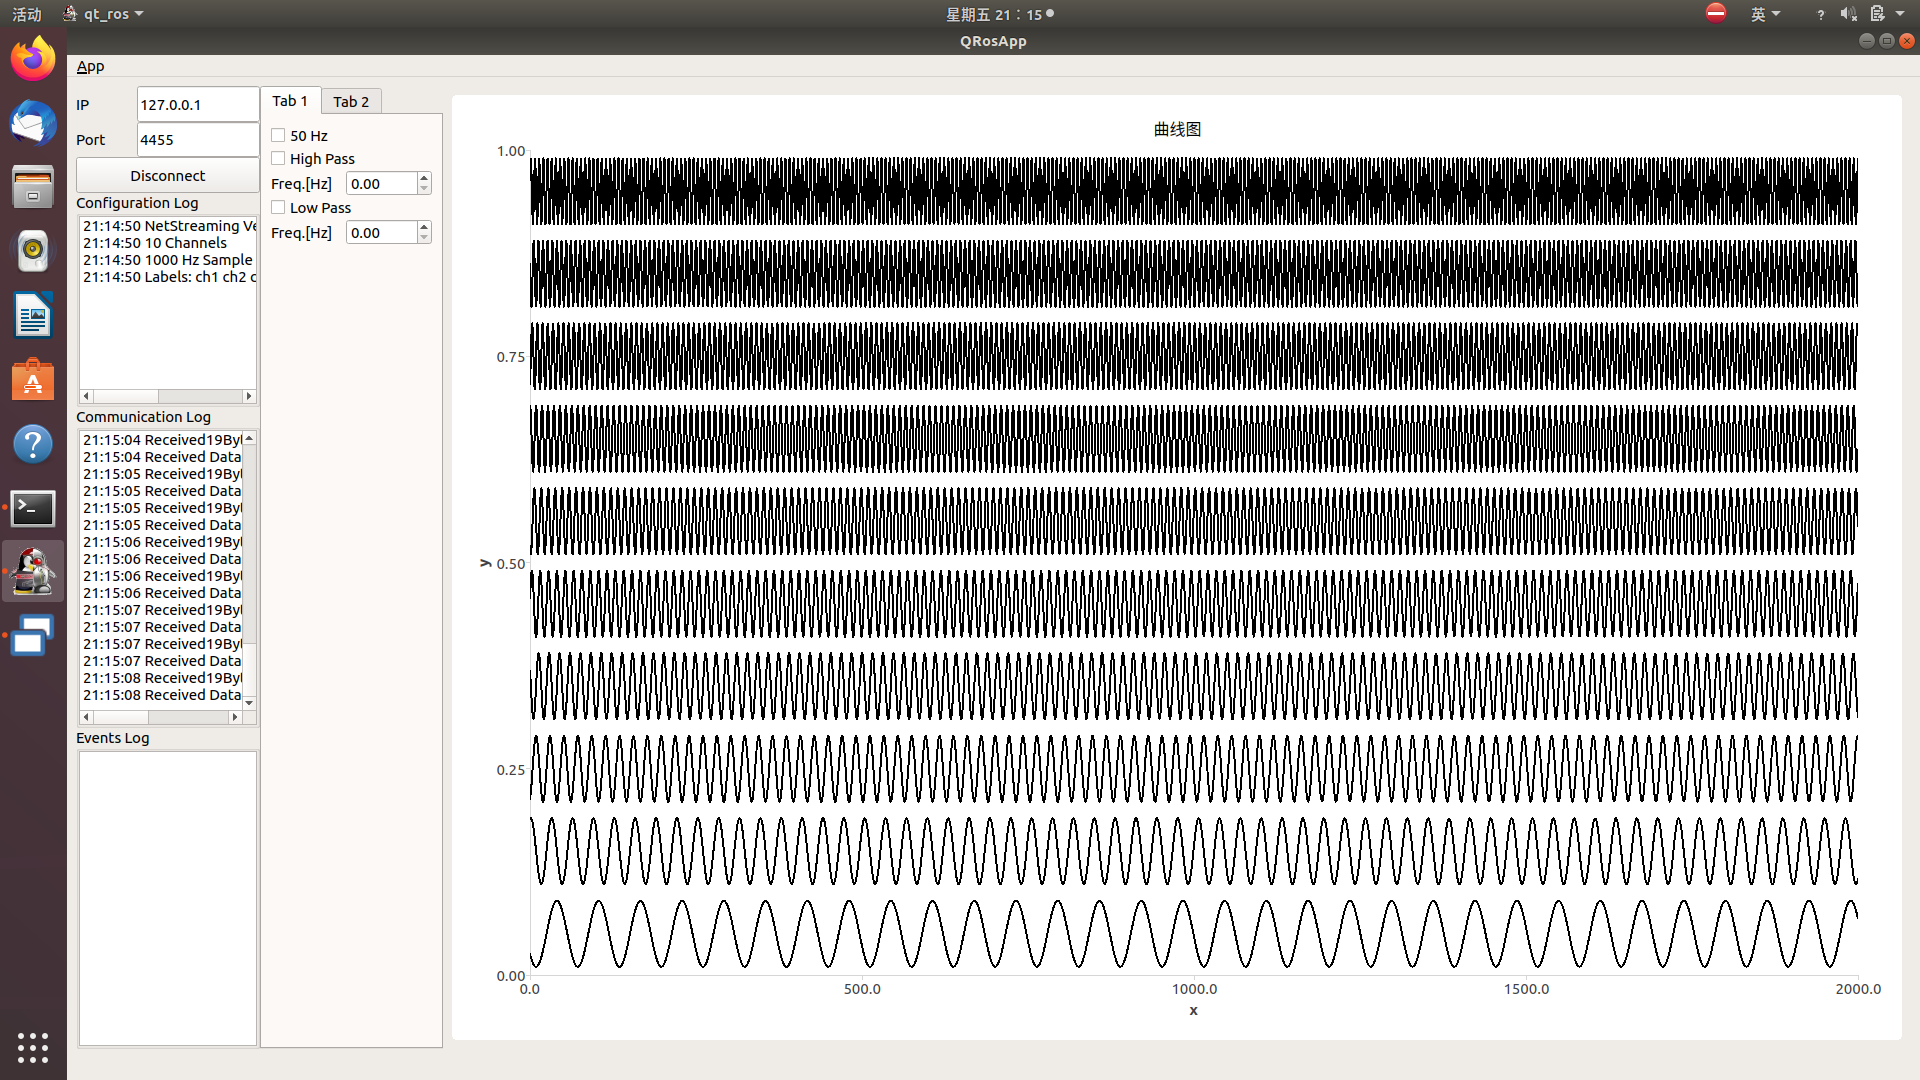 活动
qt_ros
星期五 21：15
英
QRosApp
App
IP
127.0.0.1
Port
4455
Disconnect
Configuration Log
21:14:50 NetStreaming Ve
21:14:50 10 Channels
21:14:50 1000 Hz Sample
21:14:50 Labels: ch1 ch2 c
Communication Log
21:15:04 Received19Byt
21:15:04 Received Data
21:15:05 Received19Byt
21:15:05 Received Data
21:15:05 Received19Byt
21:15:05 Received Data
21:15:06 Received19Byt
21:15:06 Received Data
21:15:06 Received19Byt
21:15:06 Received Data
21:15:07 Received19Byt
21:15:07 Received Data
21:15:07 Received19Byt
21:15:07 Received Data
21:15:08 Received19Byt
21:15:08 Received Data
Events Log
Tab 1
Tab 2
50 Hz
High Pass
Freq.[Hz]
0.00
Low Pass
Freq.[Hz]
0.00
曲线图
1.00
0.75
0.50
0.25
0.00
y
0.0
500.0
1000.0
1500.0
2000.0
x